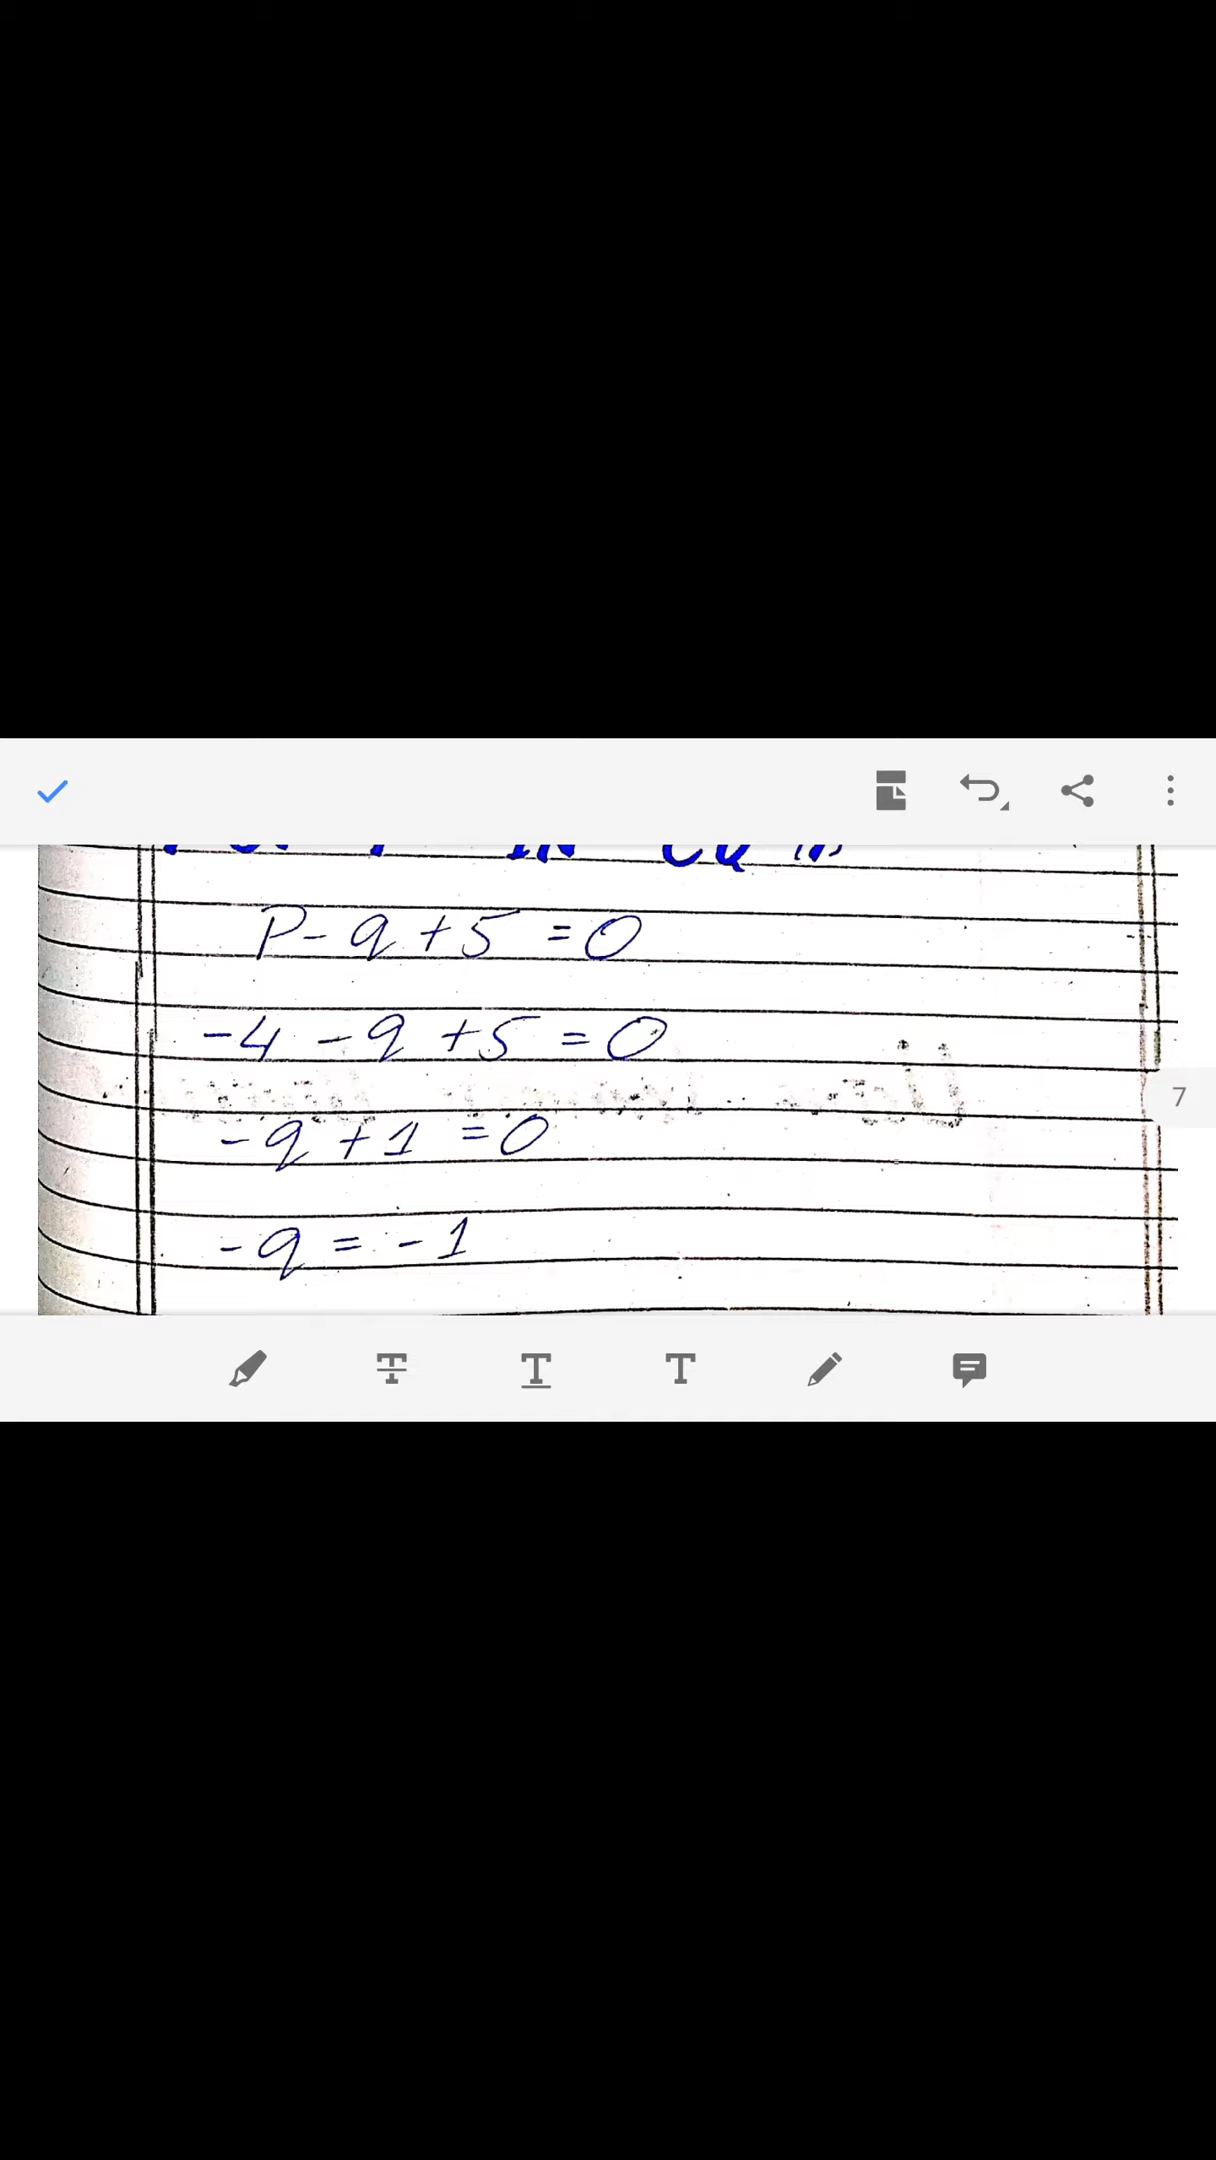 P - q + 5 = 0
-4 - q + 5 = 0
7
-q + 1 = 0
-q = -1